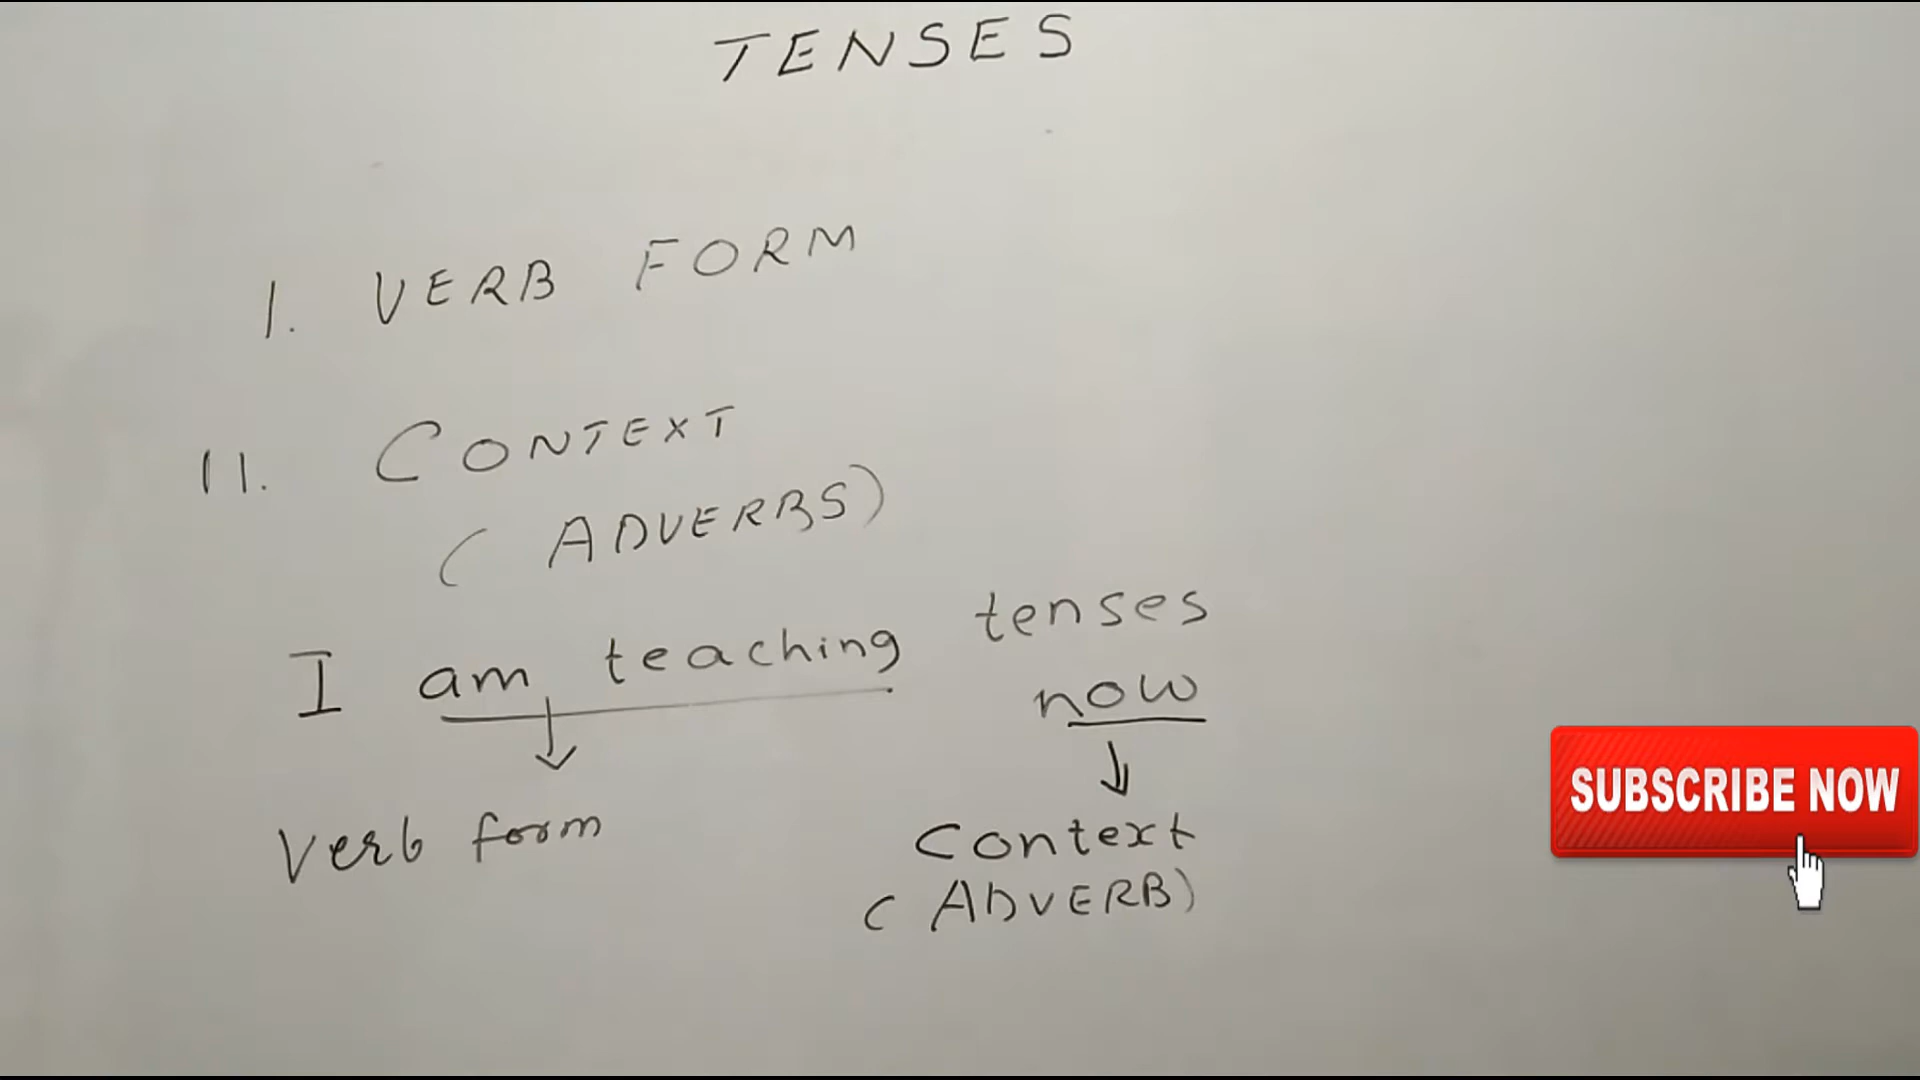 TENSES
I. VERB FORM
II. CONTEXT
(ADVERBS)
I am teaching tenses
now
Verb form
Context
(ADVERB)
SUBSCRIBE NOW